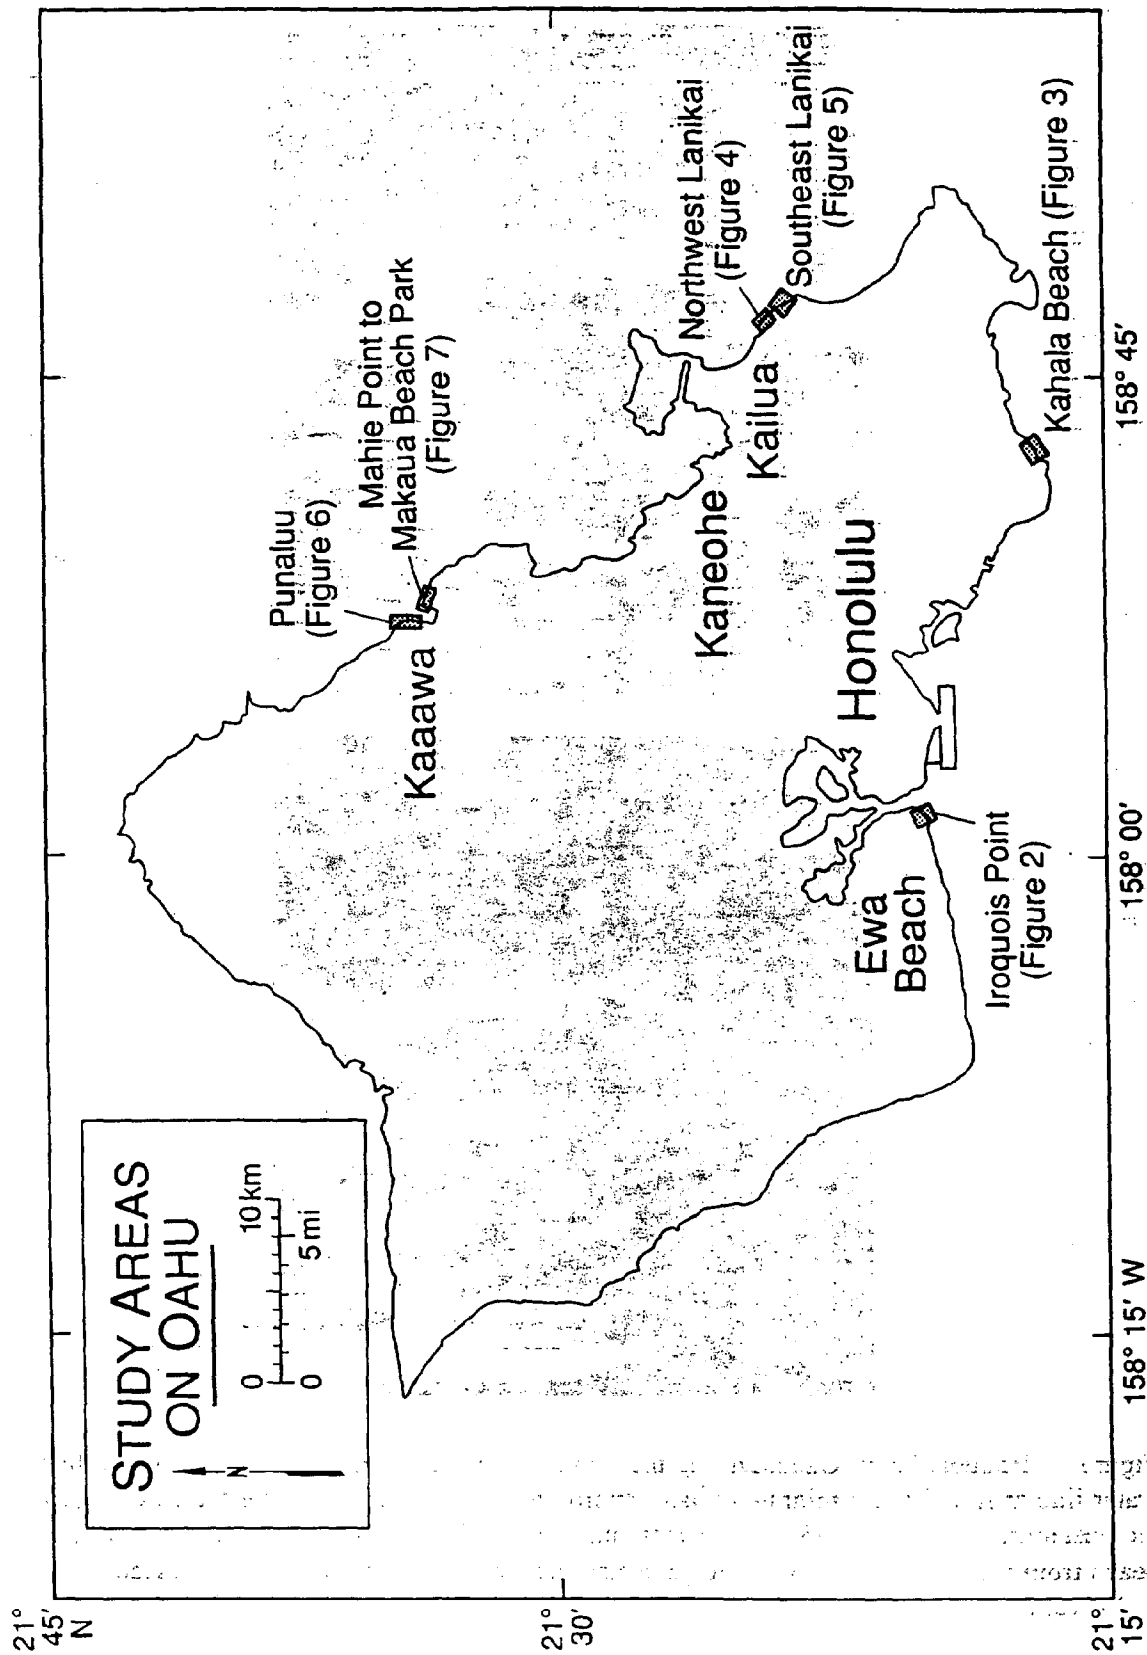 STUDY AREAS
ON OAHU
N
0 10 km
0 5 mi
Punaluu
(Figure 6)
Mahie Point to
Makaua Beach Park
(Figure 7)
Kaaawa
Northwest Lanikai
(Figure 4)
Southeast Lanikai
(Figure 5)
Kaneohe
Kailua
Honolulu
Ewa
Beach
Iroquois Point
(Figure 2)
Kahala Beach (Figure 3)
21°
45'
N
21°
30'
21°
15'
158° 15' W
158° 00'
158° 45'